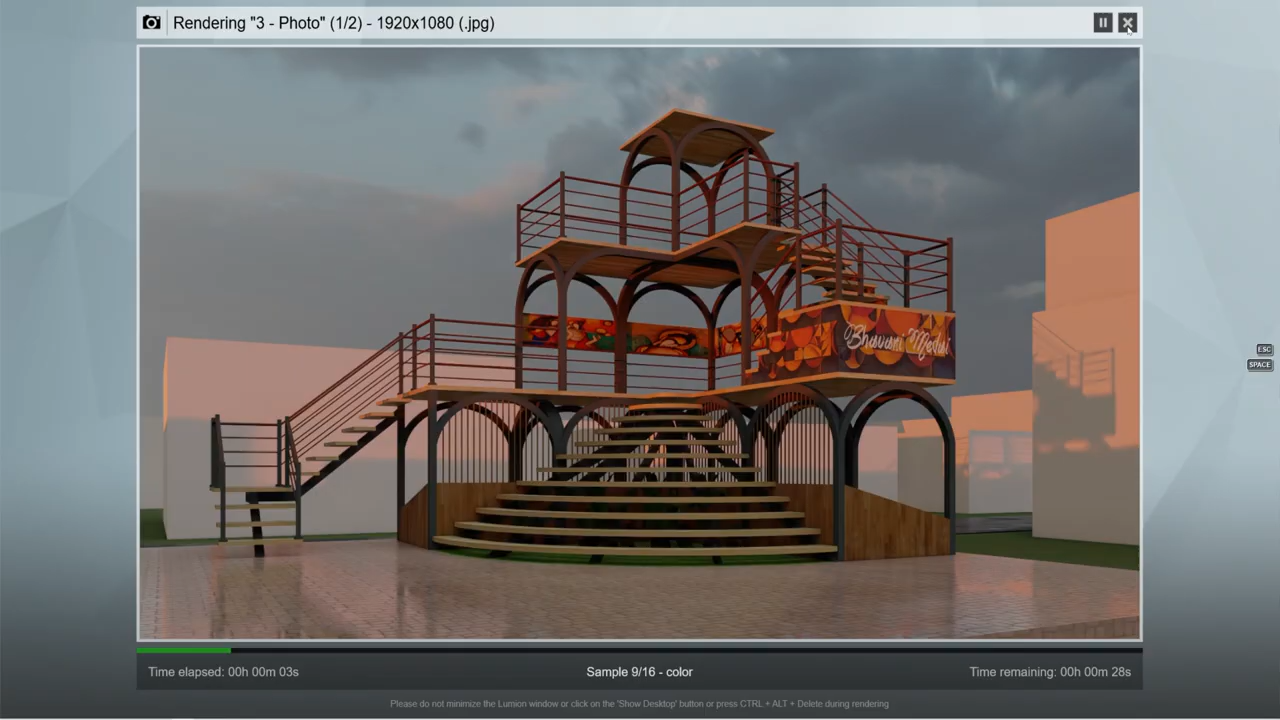 Rendering "3 - Photo" (1/2) - 1920x1080 (.jpg)
Bhavani Medai
ESC
SPACE
Time elapsed: 00h 00m 03s
Sample 9/16 - color
Time remaining: 00h 00m 28s
Please do not minimize the Lumion window or click on the 'Show Desktop' button or press CTRL + ALT + Delete during rendering